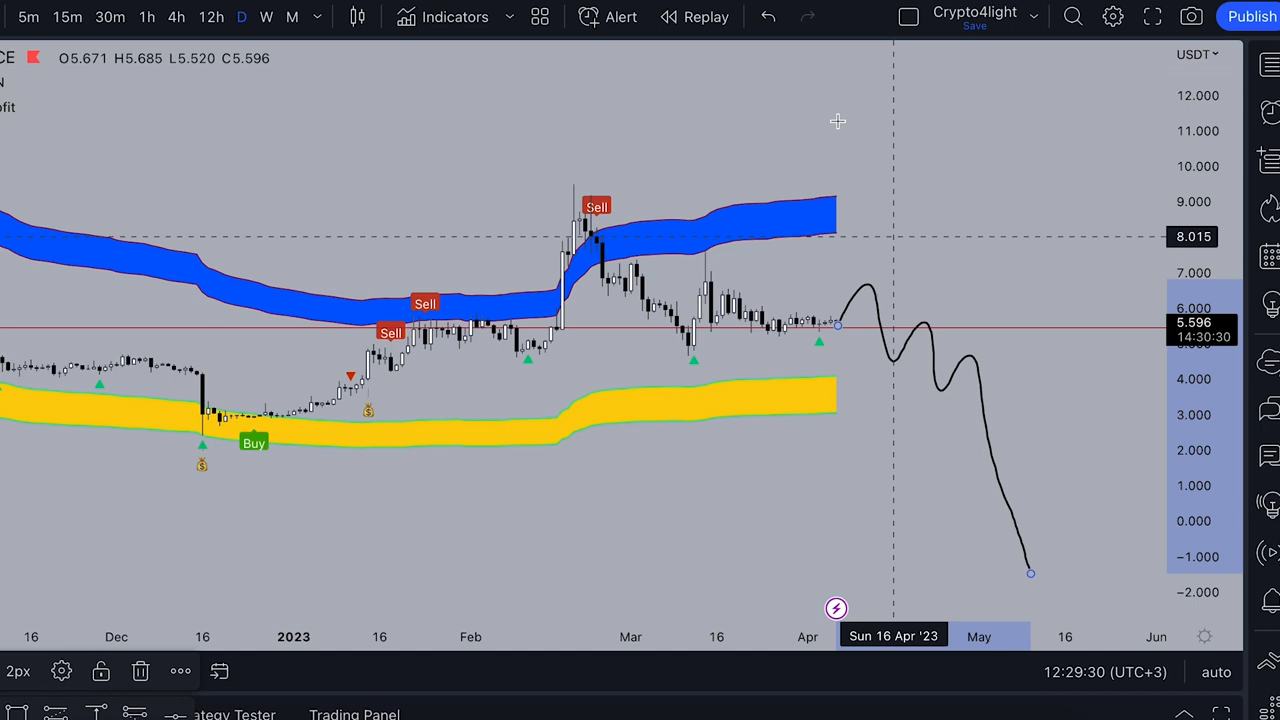 5m 15m 30m 1h 4h 12h D W M Indicators Alert Replay Crypto4light Publish
Save
CE O5.671 H5.685 L5.520 C5.596
N
ofit
USDT
12.000
11.000
10.000
9.000
8.015
7.000
6.000
5.596
14:30:30
4.000
3.000
2.000
1.000
0.000
−1.000
−2.000
Sell
Sell
Sell
Buy
16 Dec 16 2023 16 Feb Mar 16 Apr Sun 16 Apr '23 May 16 Jun
2px 12:29:30 (UTC+3) auto
ategy Tester Trading Panel